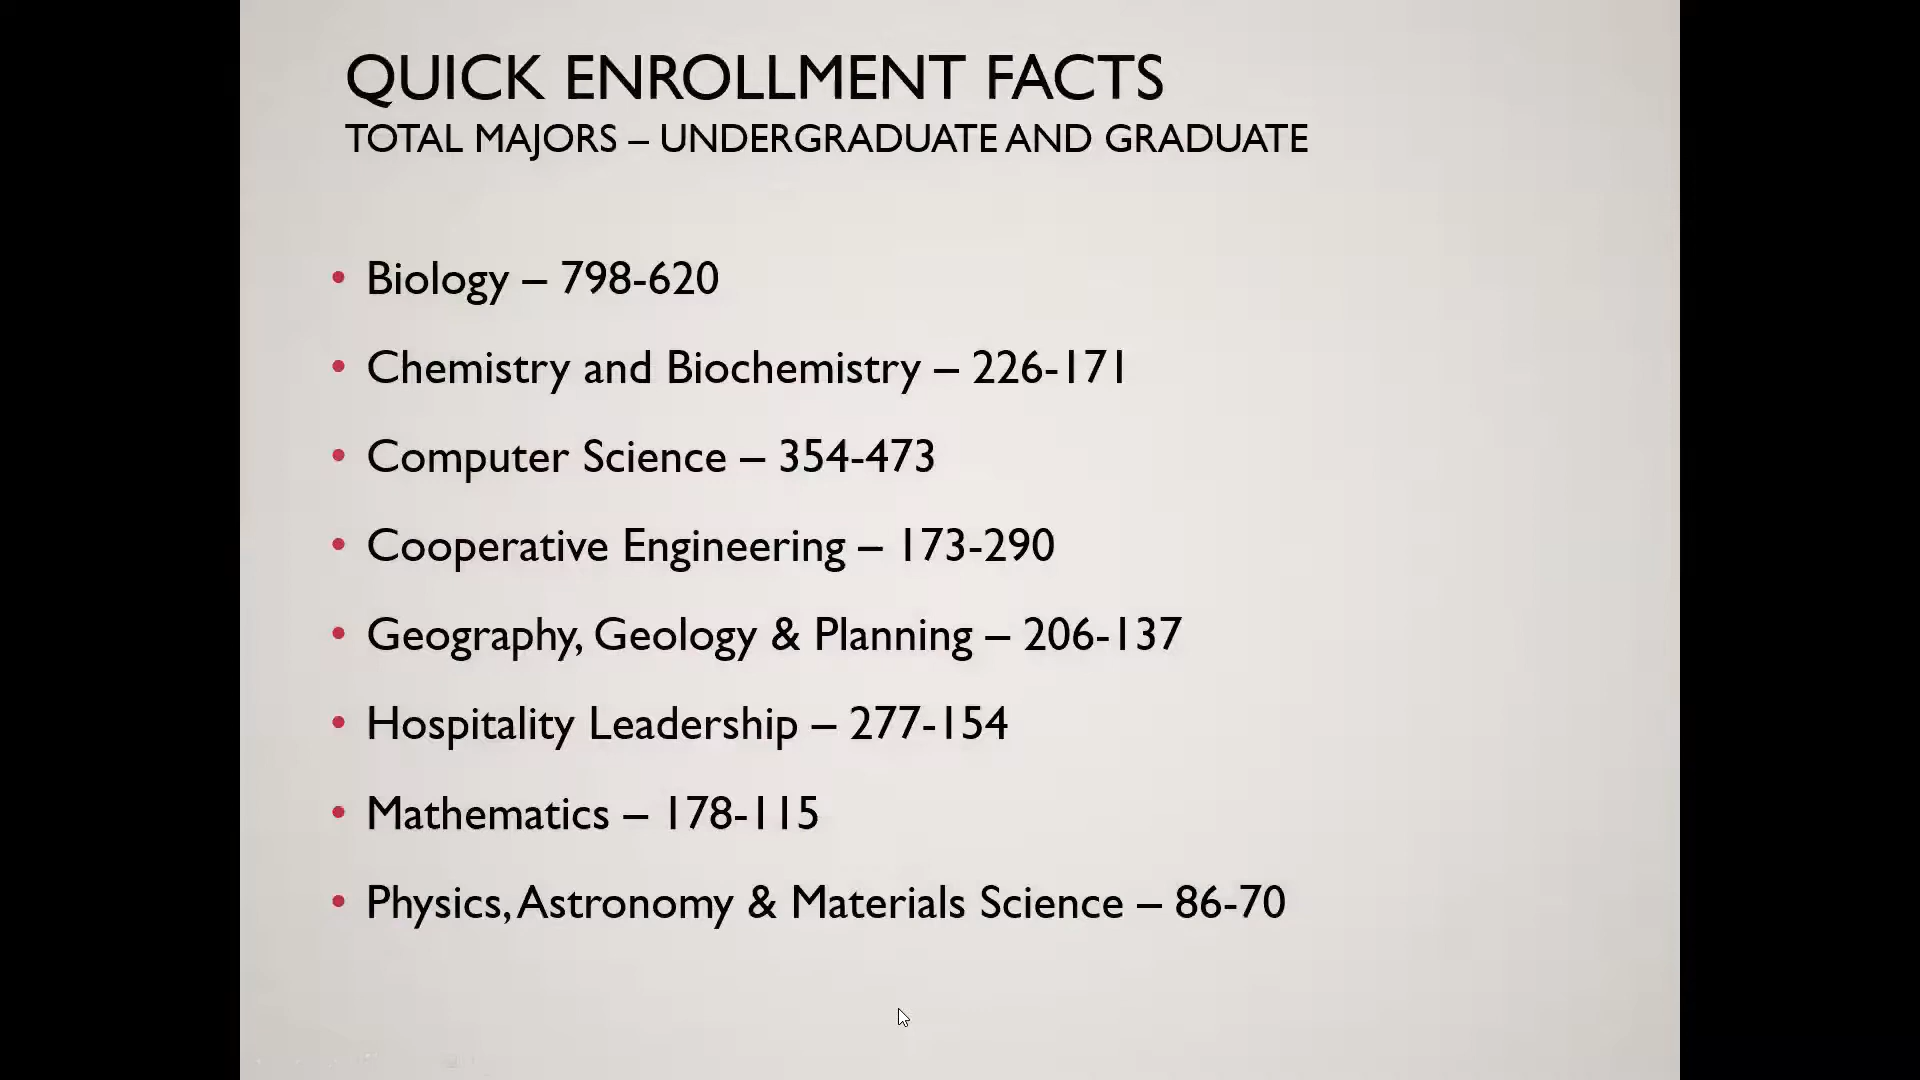 QUICK ENROLLMENT FACTS
TOTAL MAJORS – UNDERGRADUATE AND GRADUATE
• Biology – 798-620
• Chemistry and Biochemistry – 226-171
• Computer Science – 354-473
• Cooperative Engineering – 173-290
• Geography, Geology & Planning – 206-137
• Hospitality Leadership – 277-154
• Mathematics – 178-115
• Physics, Astronomy & Materials Science – 86-70